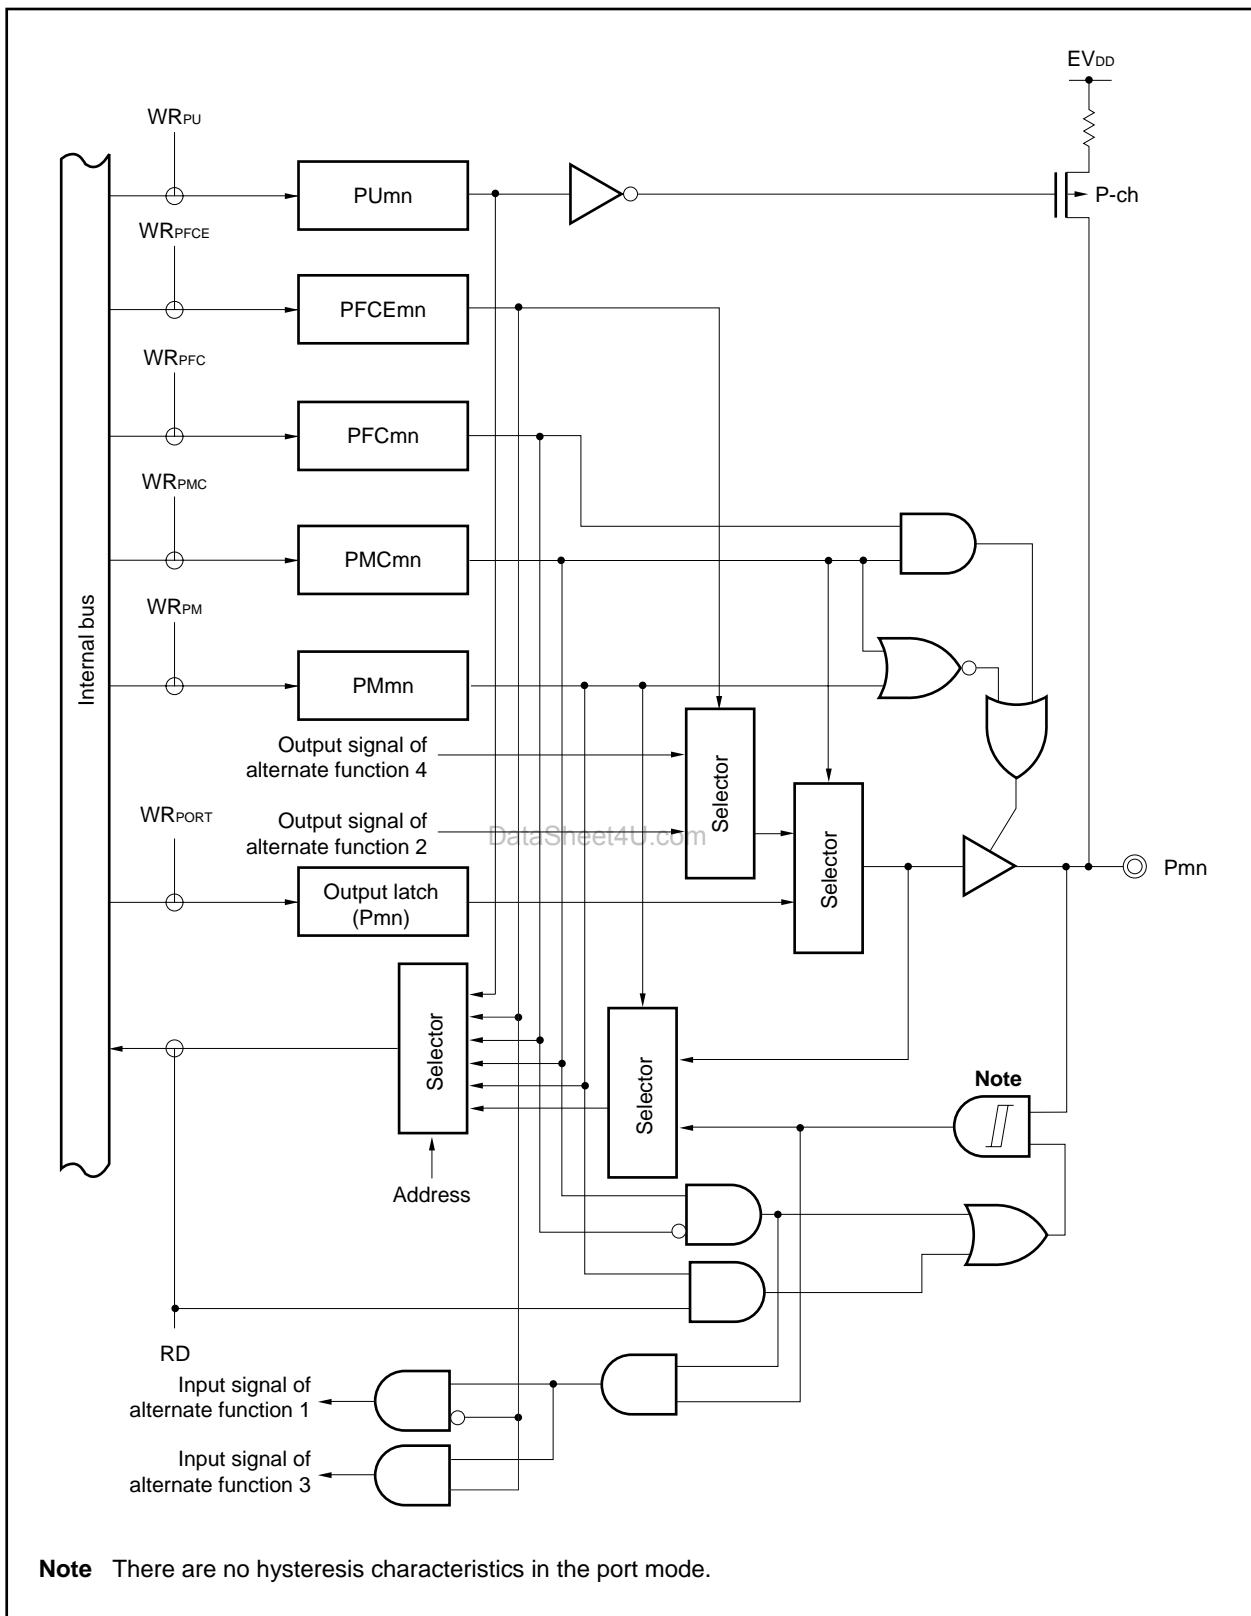 EVDD
WRPU
PUmn
P-ch
WRPFCE
PFCEmn
WRPFC
PFCmn
WRPMC
PMCmn
WRPM
PMmn
Internal bus
Output signal of
alternate function 4
Selector
WRPORT
Output signal of
alternate function 2
DataSheet4U.com
Selector
Pmn
Output latch
(Pmn)
Selector
Selector
Note
Address
RD
Input signal of
alternate function 1
Input signal of
alternate function 3
Note There are no hysteresis characteristics in the port mode.